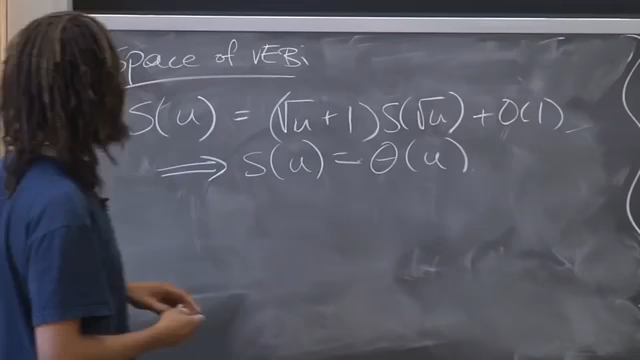 Space of vEB:
S(u) = (√u + 1) S(√u) + O(1)
⟹ S(u) = Θ(u)